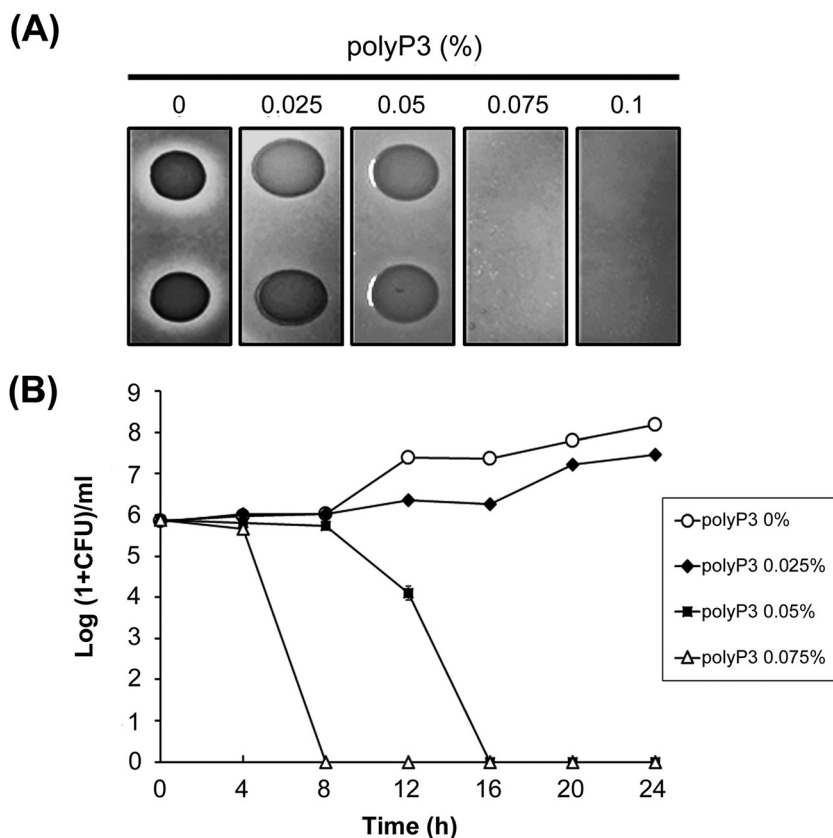 (A)
polyP3 (%)
0 0.025 0.05 0.075 0.1
(B)
9
8
7
6
5
4
3
2
1
0
Log (1+CFU)/ml
0 4 8 12 16 20 24
Time (h)
polyP3 0%
polyP3 0.025%
polyP3 0.05%
polyP3 0.075%